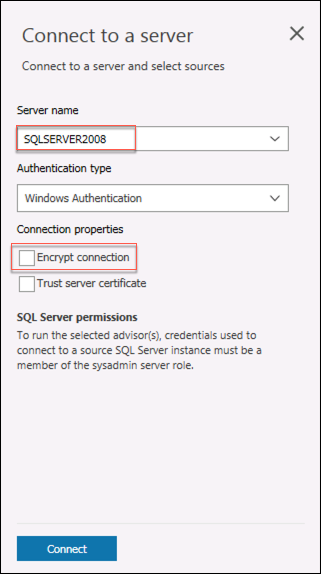 Connect to a server
Connect to a server and select sources
Server name
SQLSERVER2008
Authentication type
Windows Authentication
Connection properties
Encrypt connection
Trust server certificate
SQL Server permissions
To run the selected advisor(s), credentials used to
connect to a source SQL Server instance must be a
member of the sysadmin server role.
Connect